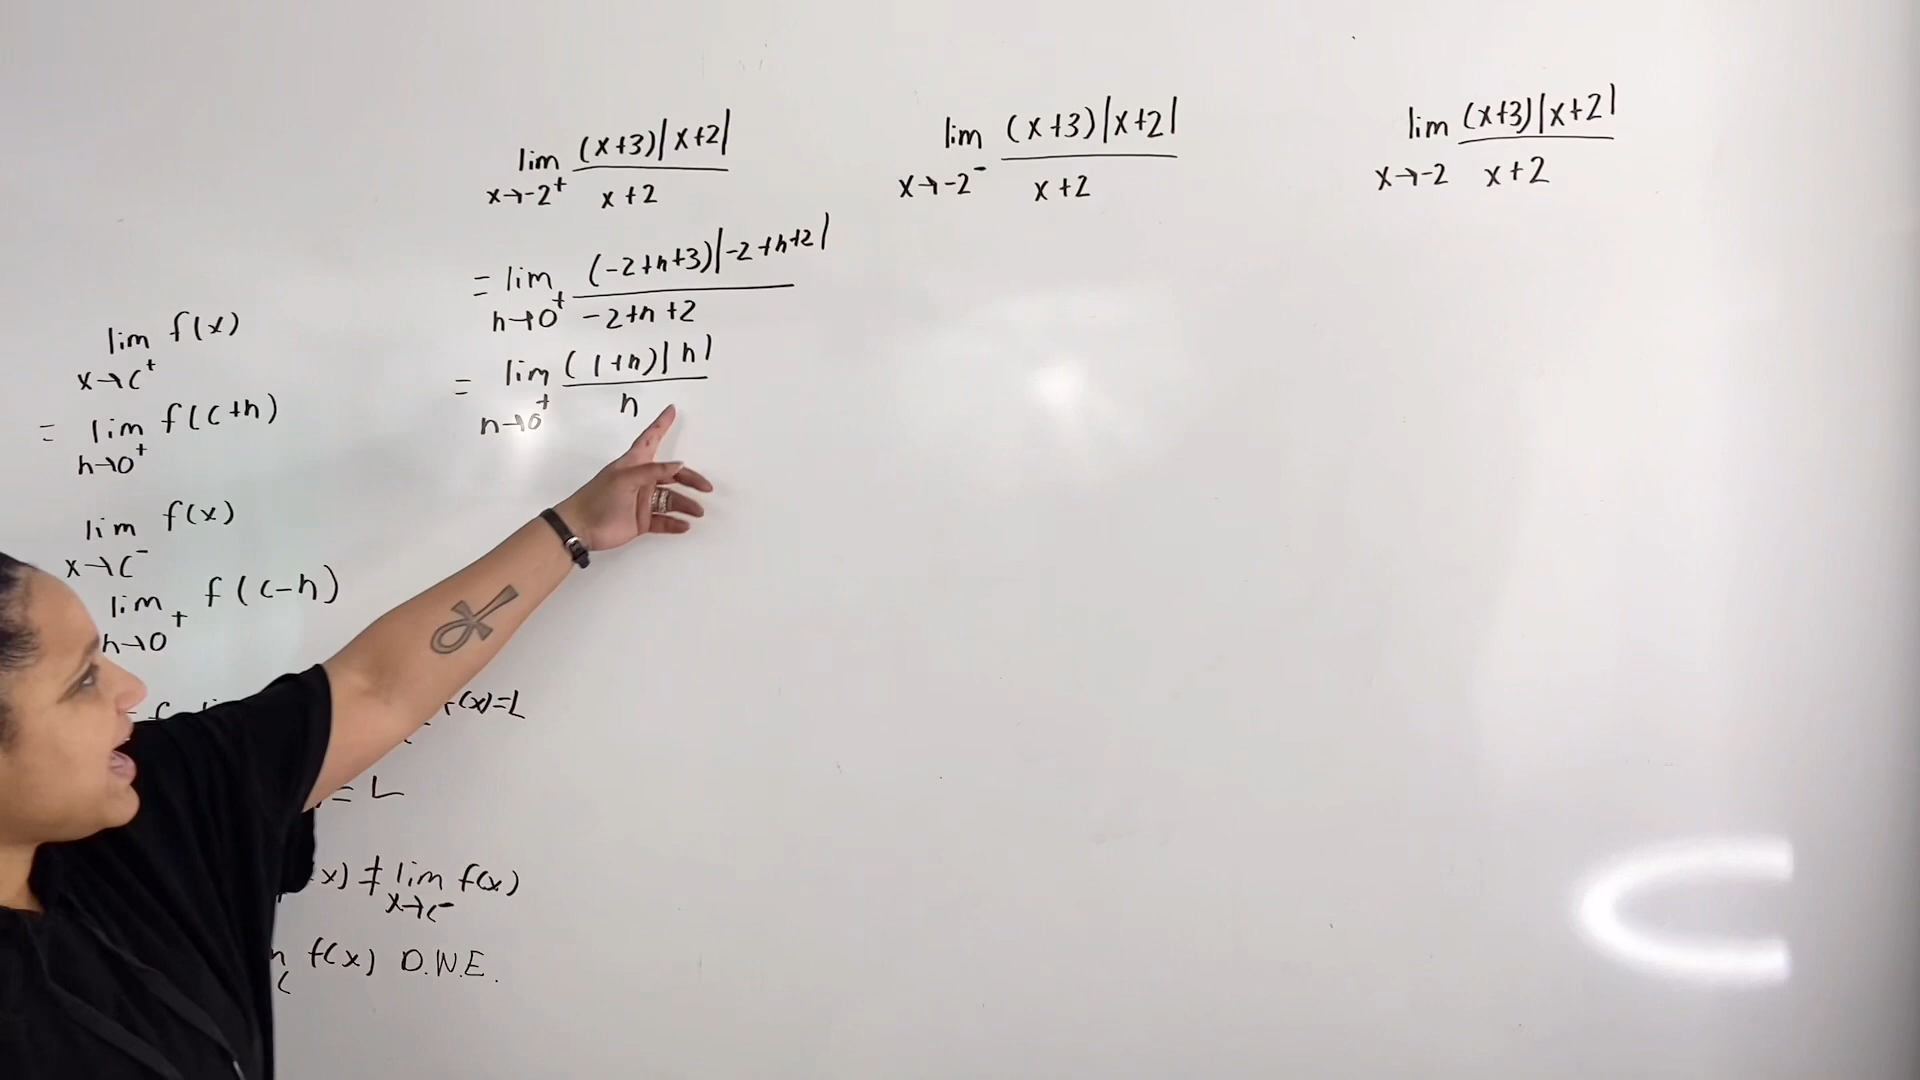 lim f(x)
x→c⁺
= lim f(c+h)
h→0⁺
lim f(x)
x→c⁻
lim f(c-h)
h→0⁺
f(x)=L
= L
x) ≠ lim f(x)
x→c⁻
f(x) D.N.E.
c
lim (x+3)|x+2|
x→-2⁺ x+2
= lim (-2+h+3)|-2+h+2|
h→0⁺ -2+h+2
= lim (1+h)|h|
h→0⁺ h
lim (x+3)|x+2|
x→-2⁻ x+2
lim (x+3)|x+2|
x→-2 x+2